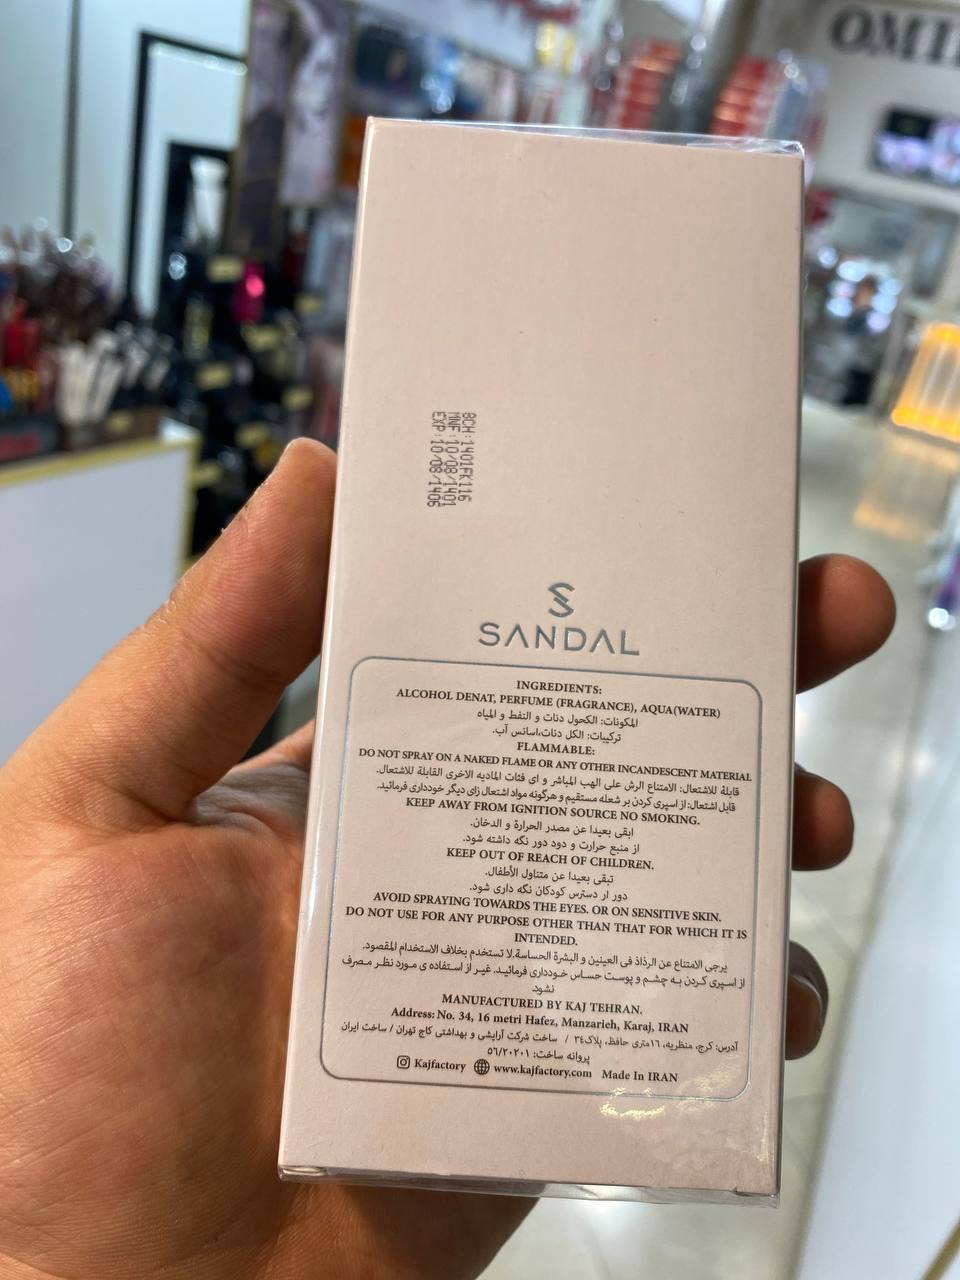 OMI
BCH:1401FK116
MNF:10/08/1401
EXP:10/08/1406
SANDAL
INGREDIENTS:
ALCOHOL DENAT, PERFUME (FRAGRANCE), AQUA(WATER)
المكونات: الكحول دنات و النفط و المياه
ترکیبات: الکل دنات،اسانس آب.
FLAMMABLE:
DO NOT SPRAY ON A NAKED FLAME OR ANY OTHER INCANDESCENT MATERIAL
قابلة للاشتعال: الامتناع الرش على الهب المباشر و اي فئات الماديه الاخرى القابلة للاشتعال.
قابل اشتعال: از اسپری کردن بر شعله مستقیم و هرگونه مواد اشتعال زای دیگر خودداری فرمائید.
KEEP AWAY FROM IGNITION SOURCE NO SMOKING.
ابقى بعيدا عن مصدر الحرارة و الدخان.
از منبع حرارت و دود دور نگه داشته شود.
KEEP OUT OF REACH OF CHILDREN.
تبقى بعيدا عن متناول الأطفال.
دور ار دسترس کودکان نگه داری شود.
AVOID SPRAYING TOWARDS THE EYES. OR ON SENSITIVE SKIN.
DO NOT USE FOR ANY PURPOSE OTHER THAN THAT FOR WHICH IT IS
INTENDED.
يرجى الامتناع عن الرذاذ فى العينين و البشرة الحساسة.لا تستخدم بخلاف الاستخدام المقصود.
از اسپری کردن به چشم و پوست حساس خودداری فرمائید. غیر از استفاده ی مورد نظر مصرف
نشود.
MANUFACTURED BY KAJ TEHRAN.
Address: No. 34, 16 metri Hafez, Manzarieh, Karaj, IRAN
آدرس: کرج، منظریه، ١٦متری حافظ، پلاک٣٤ / ساخت شرکت آرایشی و بهداشتی کاج تهران / ساخت ایران
پروانه ساخت: ٥٦/٢٠٢٠١
Kajfactory www.kajfactory.com Made In IRAN